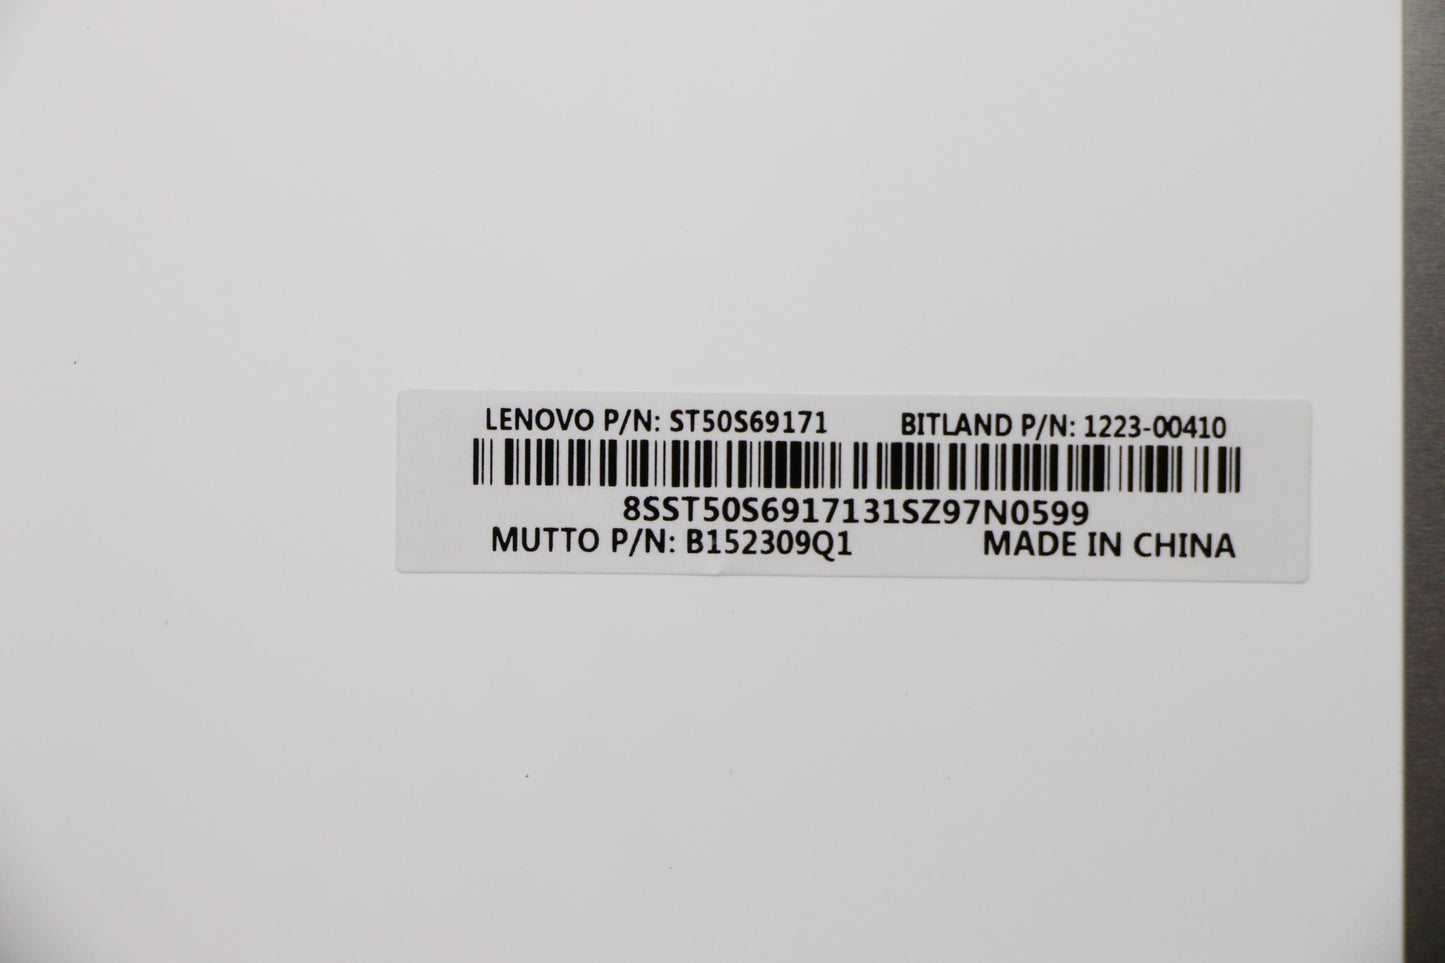 LENOVO P/N: ST50S69171 BITLAND P/N: 1223-00410
8SST50S6917131SZ97N0599
MUTTO P/N: B152309Q1 MADE IN CHINA